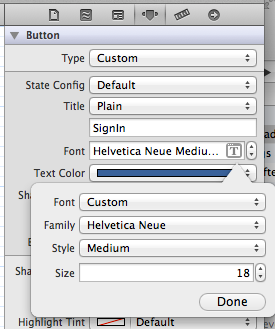 Button
Type Custom
State Config Default
Title Plain
SignIn
Font Helvetica Neue Mediu... T
Text Color
Sha
Font Custom
Family Helvetica Neue
Style Medium
Size 18
Done
Highlight Tint Default